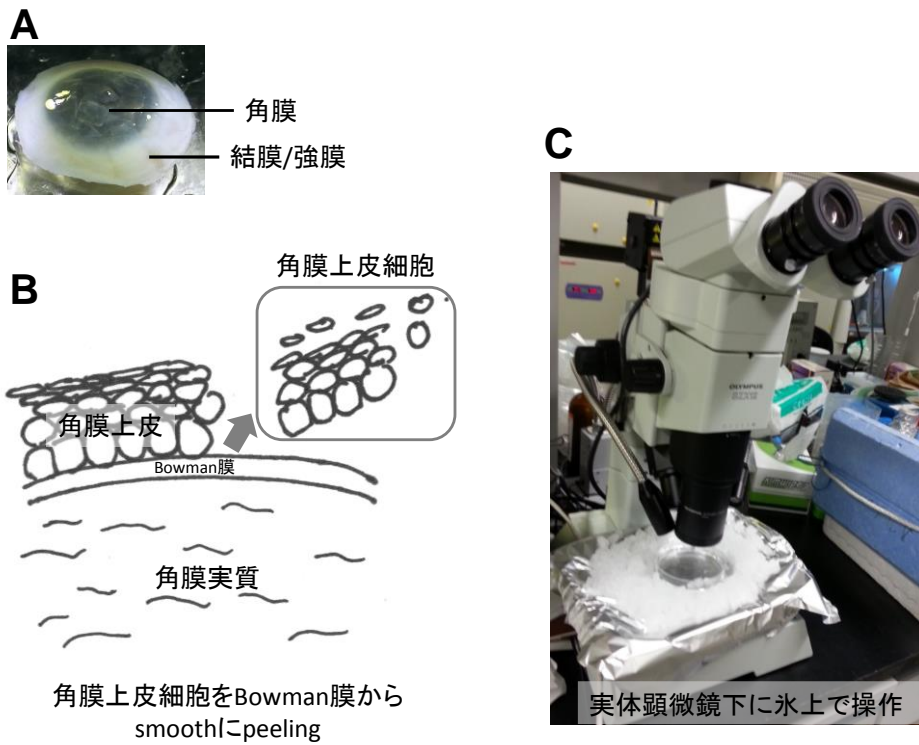 A
角膜
結膜/強膜
B
角膜上皮細胞
角膜上皮
Bowman膜
角膜実質
角膜上皮細胞をBowman膜から
smoothにpeeling
C
OLYMPUS
実体顕微鏡下に氷上で操作